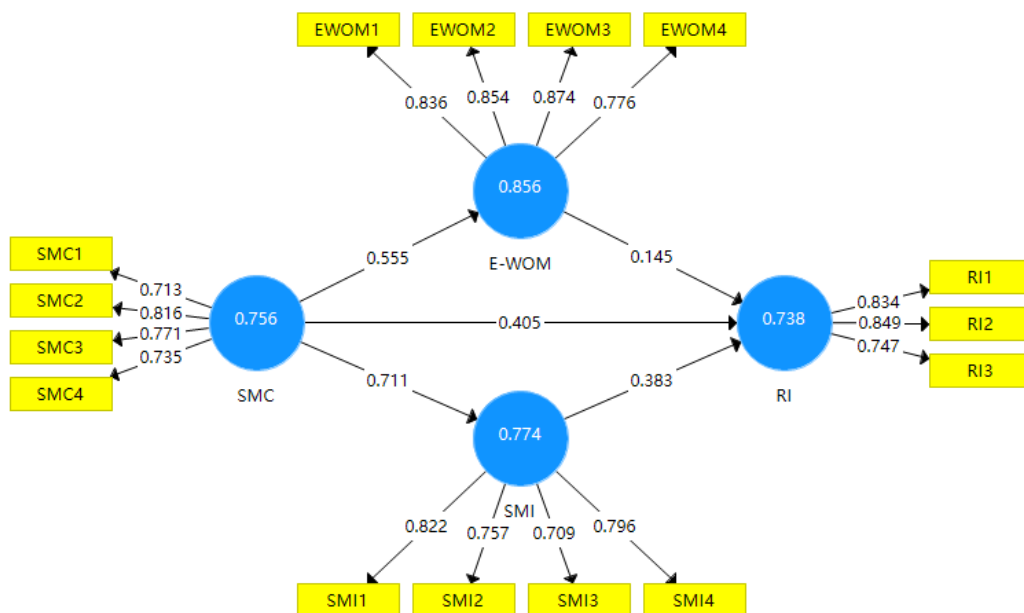 EWOM1 EWOM2 EWOM3 EWOM4
0.836 0.854 0.874 0.776
0.856
E-WOM
0.555 0.145
SMC1
SMC2
SMC3
SMC4
0.713
0.816
0.771
0.735
0.756
SMC
0.405
0.738
RI
0.834
0.849
0.747
RI1
RI2
RI3
0.711 0.383
0.774
SMI
0.822 0.757 0.709 0.796
SMI1 SMI2 SMI3 SMI4